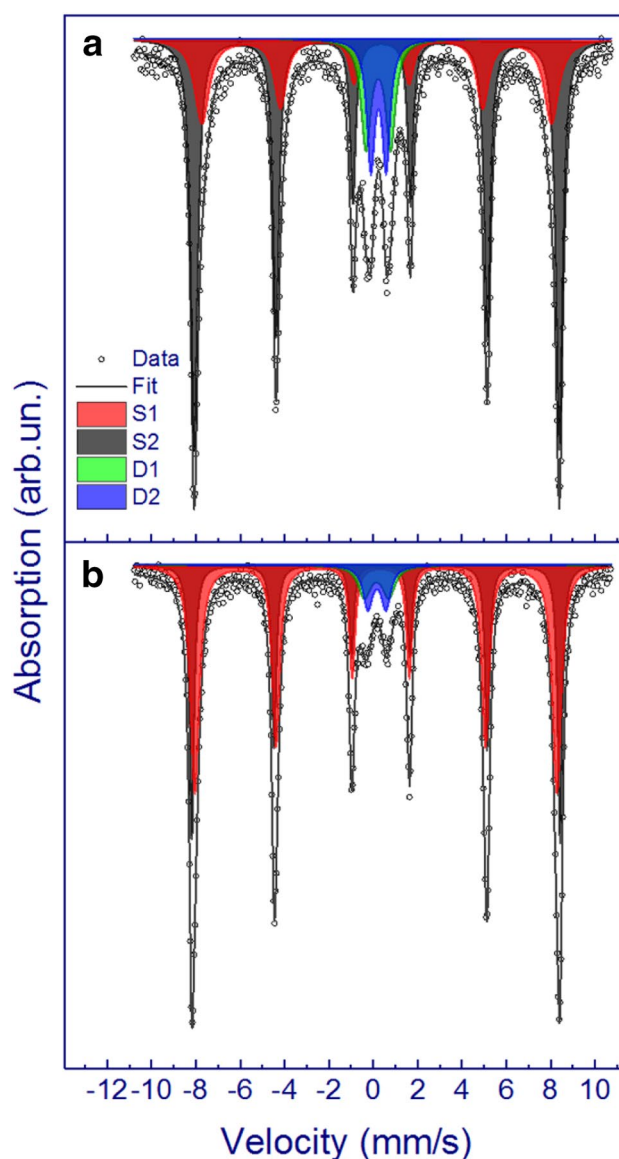 a
Data
Fit
S1
S2
D1
D2
b
Absorption (arb.un.)
-12 -10 -8 -6 -4 -2 0 2 4 6 8 10
Velocity (mm/s)